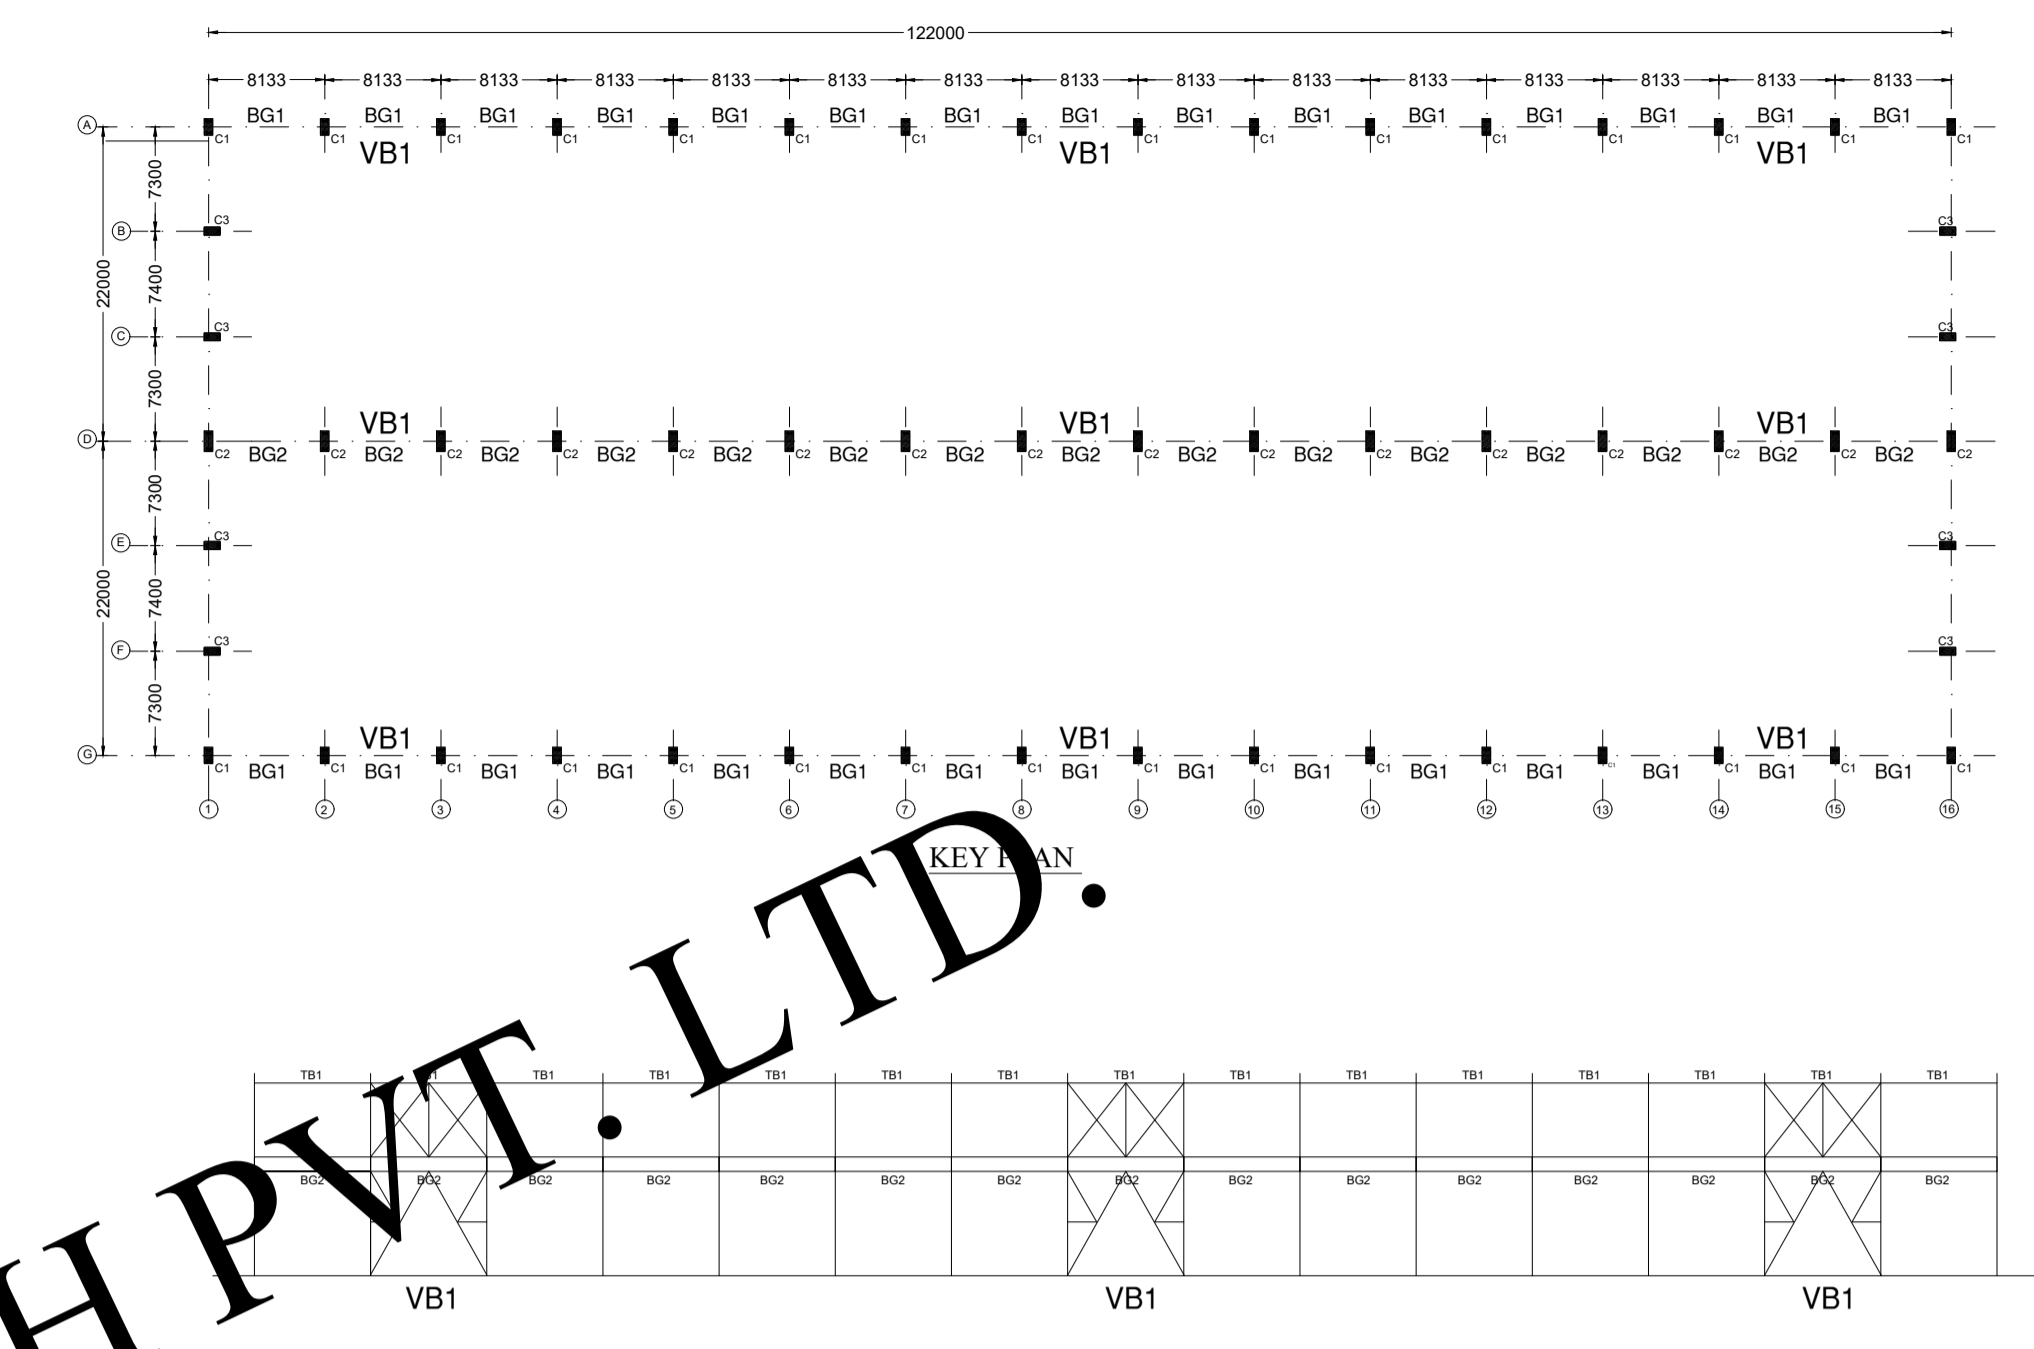 122000
8133 8133 8133 8133 8133 8133 8133 8133 8133 8133 8133 8133 8133 8133 8133
BG1 BG1 BG1 BG1 BG1 BG1 BG1 BG1 BG1 BG1 BG1 BG1 BG1 BG1 BG1
A
C1 C1 C1 C1 C1 C1 C1 C1 C1 C1 C1 C1 C1 C1 C1 C1
VB1 VB1 VB1
7300
B C3 C3
22000 7400
C C3 C3
7300
VB1 VB1 VB1
D
C2 BG2 C2 BG2 C2 BG2 C2 BG2 C2 BG2 C2 BG2 C2 BG2 C2 BG2 C2 BG2 C2 BG2 C2 BG2 C2 BG2 C2 BG2 C2 BG2 C2 BG2 C2
7300
E C3 C3
22000 7400
F C3 C3
7300
VB1 VB1 VB1
G
C1 BG1 C1 BG1 C1 BG1 C1 BG1 C1 BG1 C1 BG1 C1 BG1 C1 BG1 C1 BG1 C1 BG1 C1 BG1 C1 BG1 C1 BG1 C1 BG1 C1 BG1 C1
1 2 3 4 5 6 7 8 9 10 11 12 13 14 15 16
KEY PLAN
H PVT. LTD.
TB1 TB1 TB1 TB1 TB1 TB1 TB1 TB1 TB1 TB1 TB1 TB1 TB1 TB1
BG2 BG2 BG2 BG2 BG2 BG2 BG2 BG2 BG2 BG2 BG2 BG2 BG2 BG2 BG2
VB1 VB1 VB1